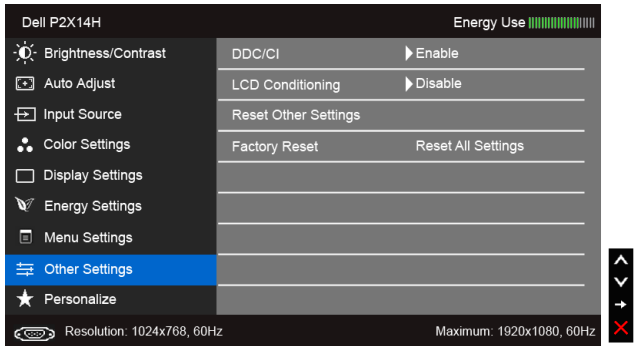 Dell P2X14H
Energy Use
Brightness/Contrast
Auto Adjust
Input Source
Color Settings
Display Settings
Energy Settings
Menu Settings
Other Settings
Personalize
DDC/CI Enable
LCD Conditioning Disable
Reset Other Settings
Factory Reset Reset All Settings
Resolution: 1024x768, 60Hz
Maximum: 1920x1080, 60Hz